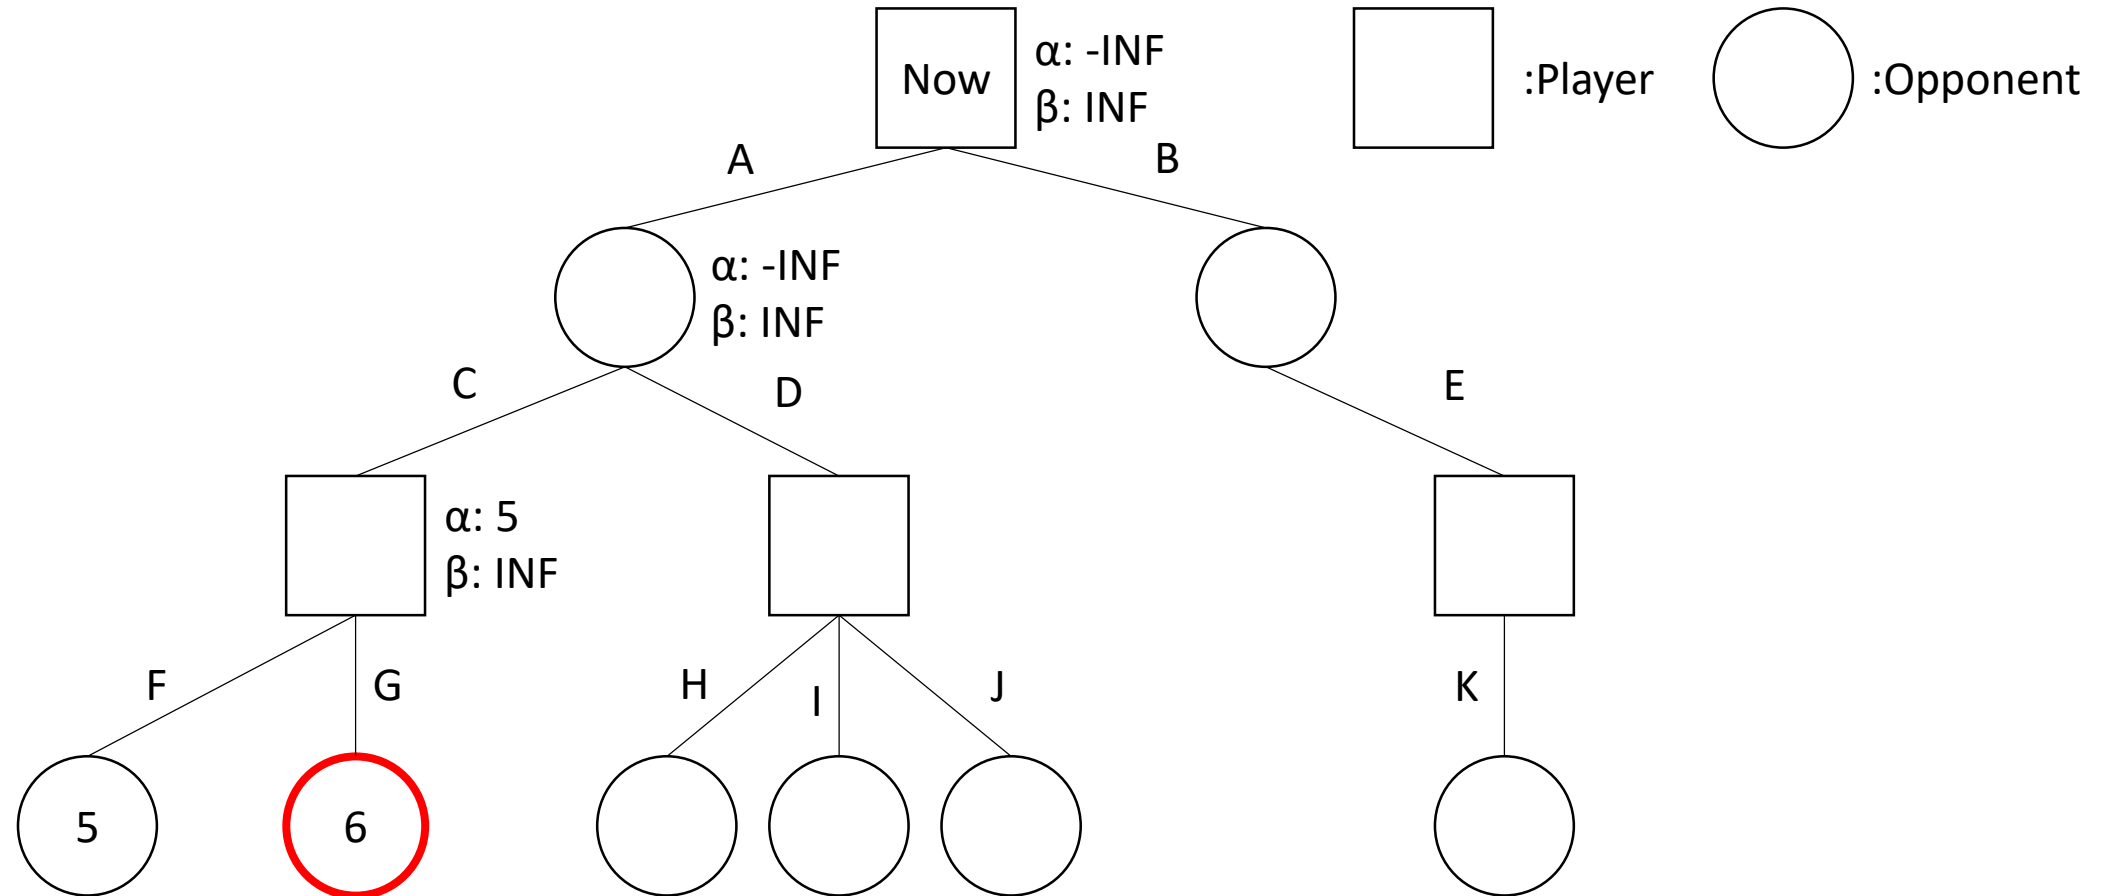 Now
α: -INF
β: INF
:Player
:Opponent
A
B
α: -INF
β: INF
C
D
E
α: 5
β: INF
F
G
H
I
J
K
5
6